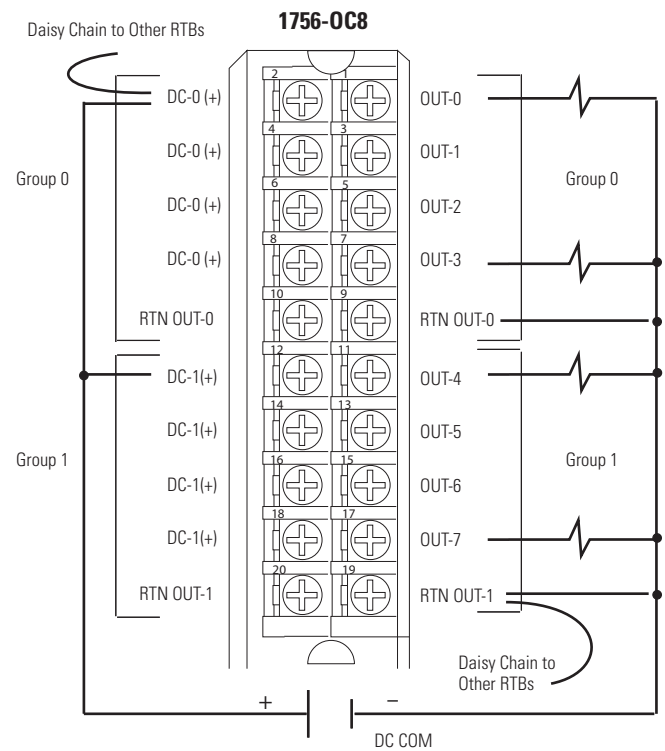 1756-OC8
Daisy Chain to Other RTBs
2 1
DC-0 (+) OUT-0
4 3
DC-0 (+) OUT-1
Group 0 Group 0
6 5
DC-0 (+) OUT-2
8 7
DC-0 (+) OUT-3
10 9
RTN OUT-0 RTN OUT-0
12 11
DC-1(+) OUT-4
14 13
DC-1(+) OUT-5
Group 1 Group 1
16 15
DC-1(+) OUT-6
18 17
DC-1(+) OUT-7
20 19
RTN OUT-1 RTN OUT-1
Daisy Chain to
Other RTBs
+ –
DC COM